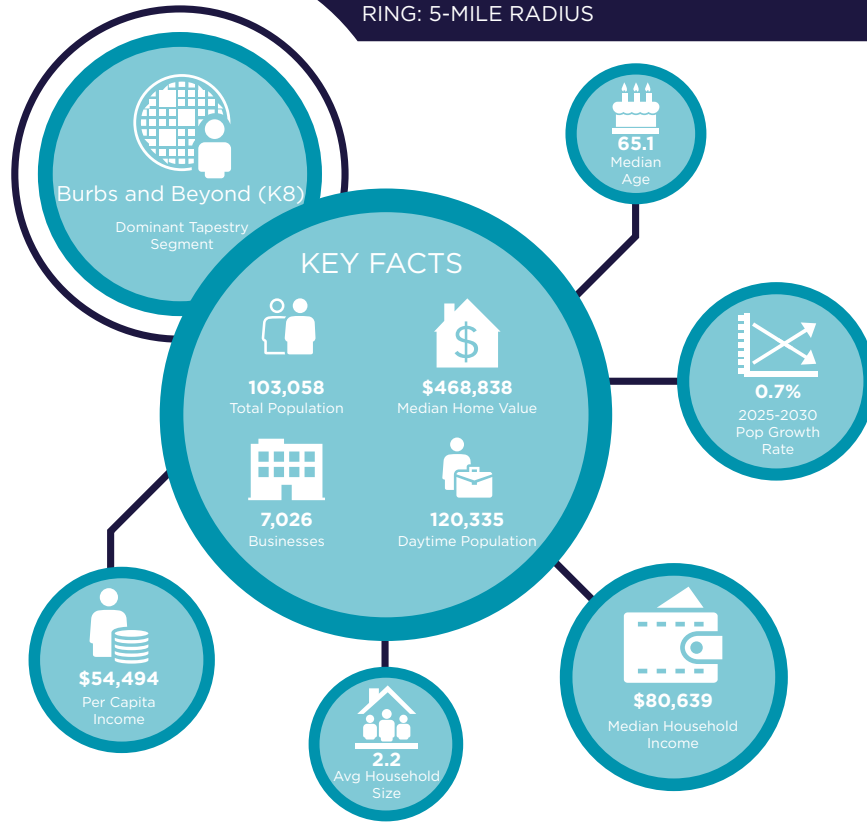 RING: 5-MILE RADIUS
Burbs and Beyond (K8)
Dominant Tapestry
Segment
65.1
Median
Age
KEY FACTS
103,058
Total Population
$468,838
Median Home Value
7,026
Businesses
120,335
Daytime Population
0.7%
2025-2030
Pop Growth
Rate
$54,494
Per Capita
Income
2.2
Avg Household
Size
$80,639
Median Household
Income